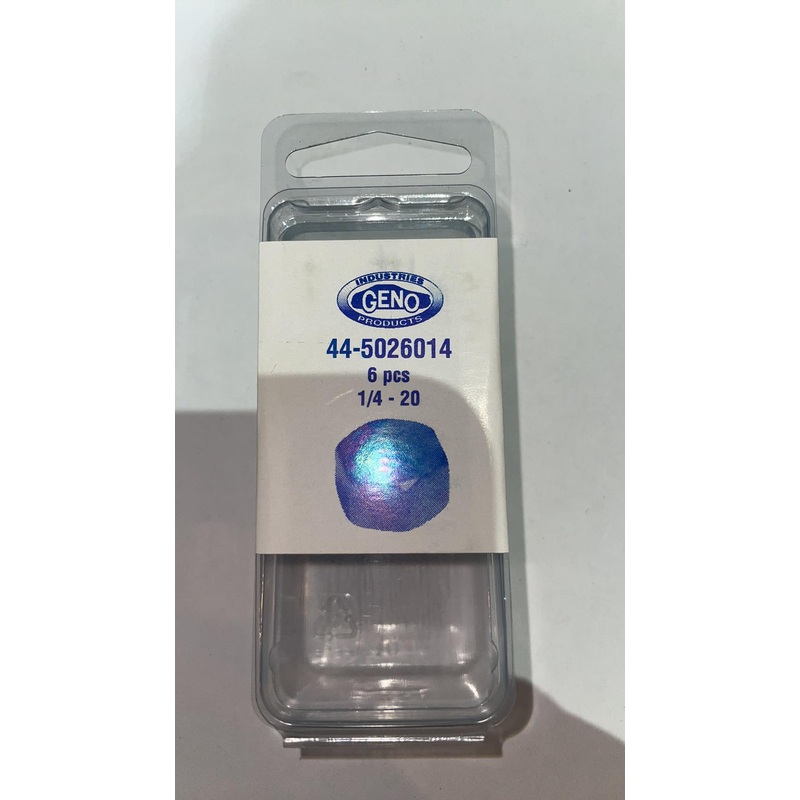 INDUSTRIES
GENO
PRODUCTS
44-5026014
6 pcs
1/4 - 20